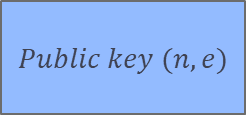 Public key (n, e)